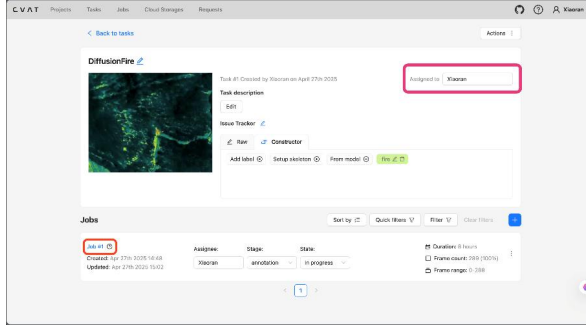 CVAT Projects Tasks Jobs Cloud Storages Requests Xiaoran
Back to tasks Actions
DiffusionFire
Task #1 Created by Xiaoran on April 27th 2025 Assigned to Xiaoran
Task description
Edit
Issue Tracker
Raw Constructor
Add label Setup skeleton From model fire
Jobs Sort by Quick filters Filter Clear filters
Job #1 Assignee: Stage: State: Duration: 8 hours
Created: Apr 27th 2025 14:48 Xiaoran annotation in progress Frame count: 289 (100%)
Updated: Apr 27th 2025 15:02 Frame range: 0-288
1